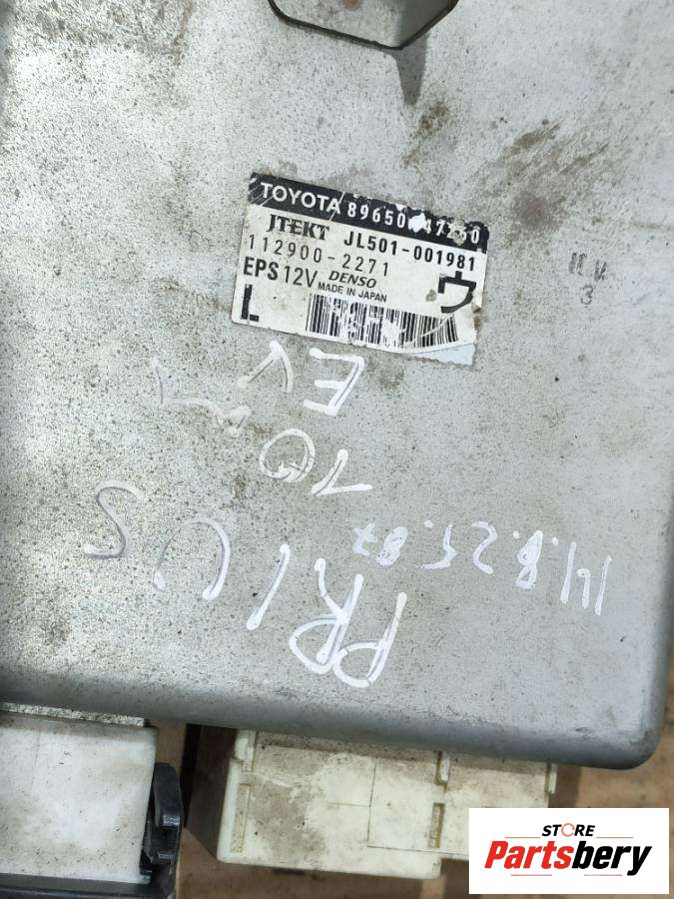 TOYOTA 89650-47250
JTEKT JL501-001981
112900-2271
EPS 12V DENSO
MADE IN JAPAN
ウ
L
EV
10
PRIUS
STORE
Partsbery